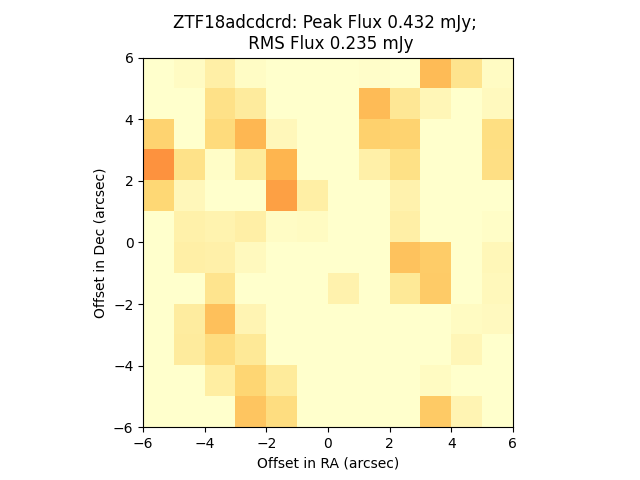 ZTF18adcdcrd: Peak Flux 0.432 mJy;
RMS Flux 0.235 mJy
6
4
2
0
−2
−4
−6
Offset in Dec (arcsec)
−6 −4 −2 0 2 4 6
Offset in RA (arcsec)